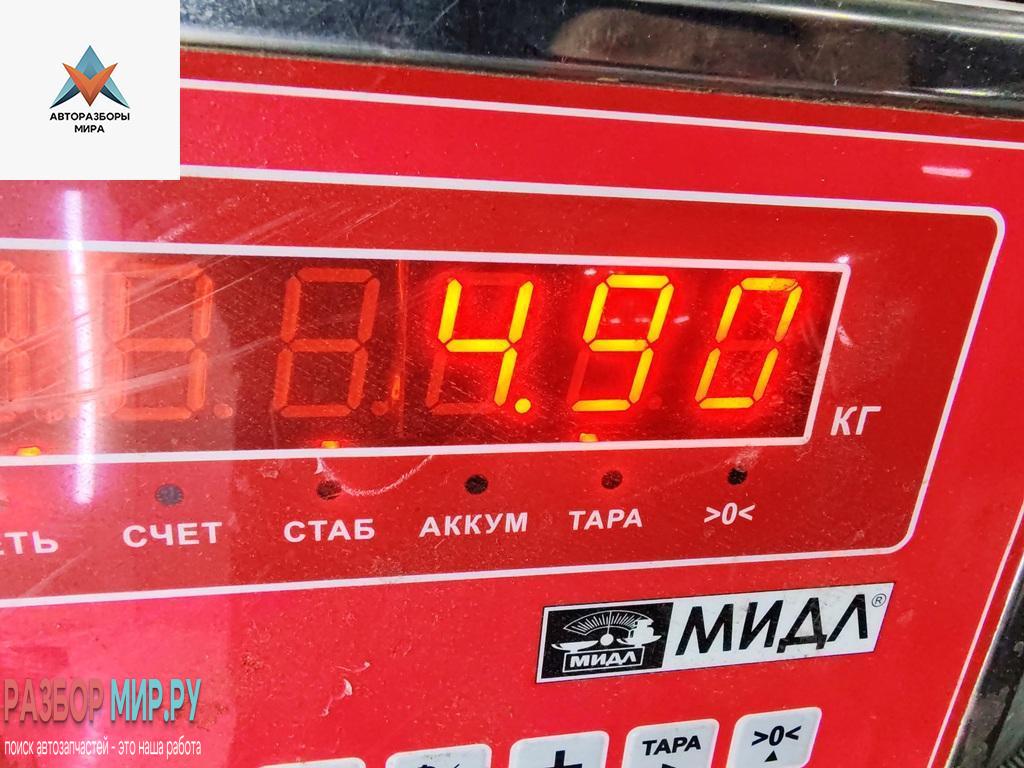 АВТОРАЗБОРЫ
МИРА
4.90
КГ
СЧЕТ
СТАБ
АККУМ
ТАРА
>0<
МИДЛ
МИДЛ®
РАЗБОР МИР.РУ
поиск автозапчастей - это наша работа
+
ТАРА
>0<